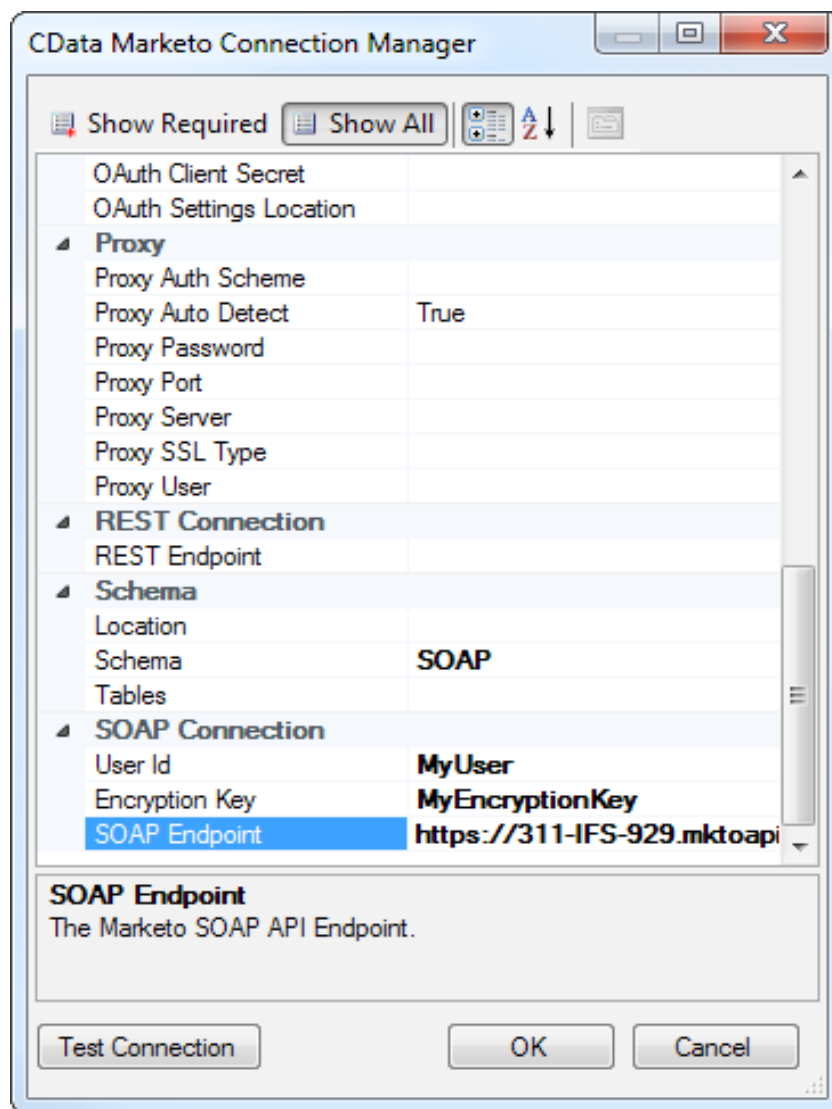 CData Marketo Connection Manager
Show Required Show All
OAuth Client Secret
OAuth Settings Location
Proxy
Proxy Auth Scheme
Proxy Auto Detect True
Proxy Password
Proxy Port
Proxy Server
Proxy SSL Type
Proxy User
REST Connection
REST Endpoint
Schema
Location
Schema SOAP
Tables
SOAP Connection
User Id MyUser
Encryption Key MyEncryptionKey
SOAP Endpoint https://311-IFS-929.mktoapi
SOAP Endpoint
The Marketo SOAP API Endpoint.
Test Connection OK Cancel